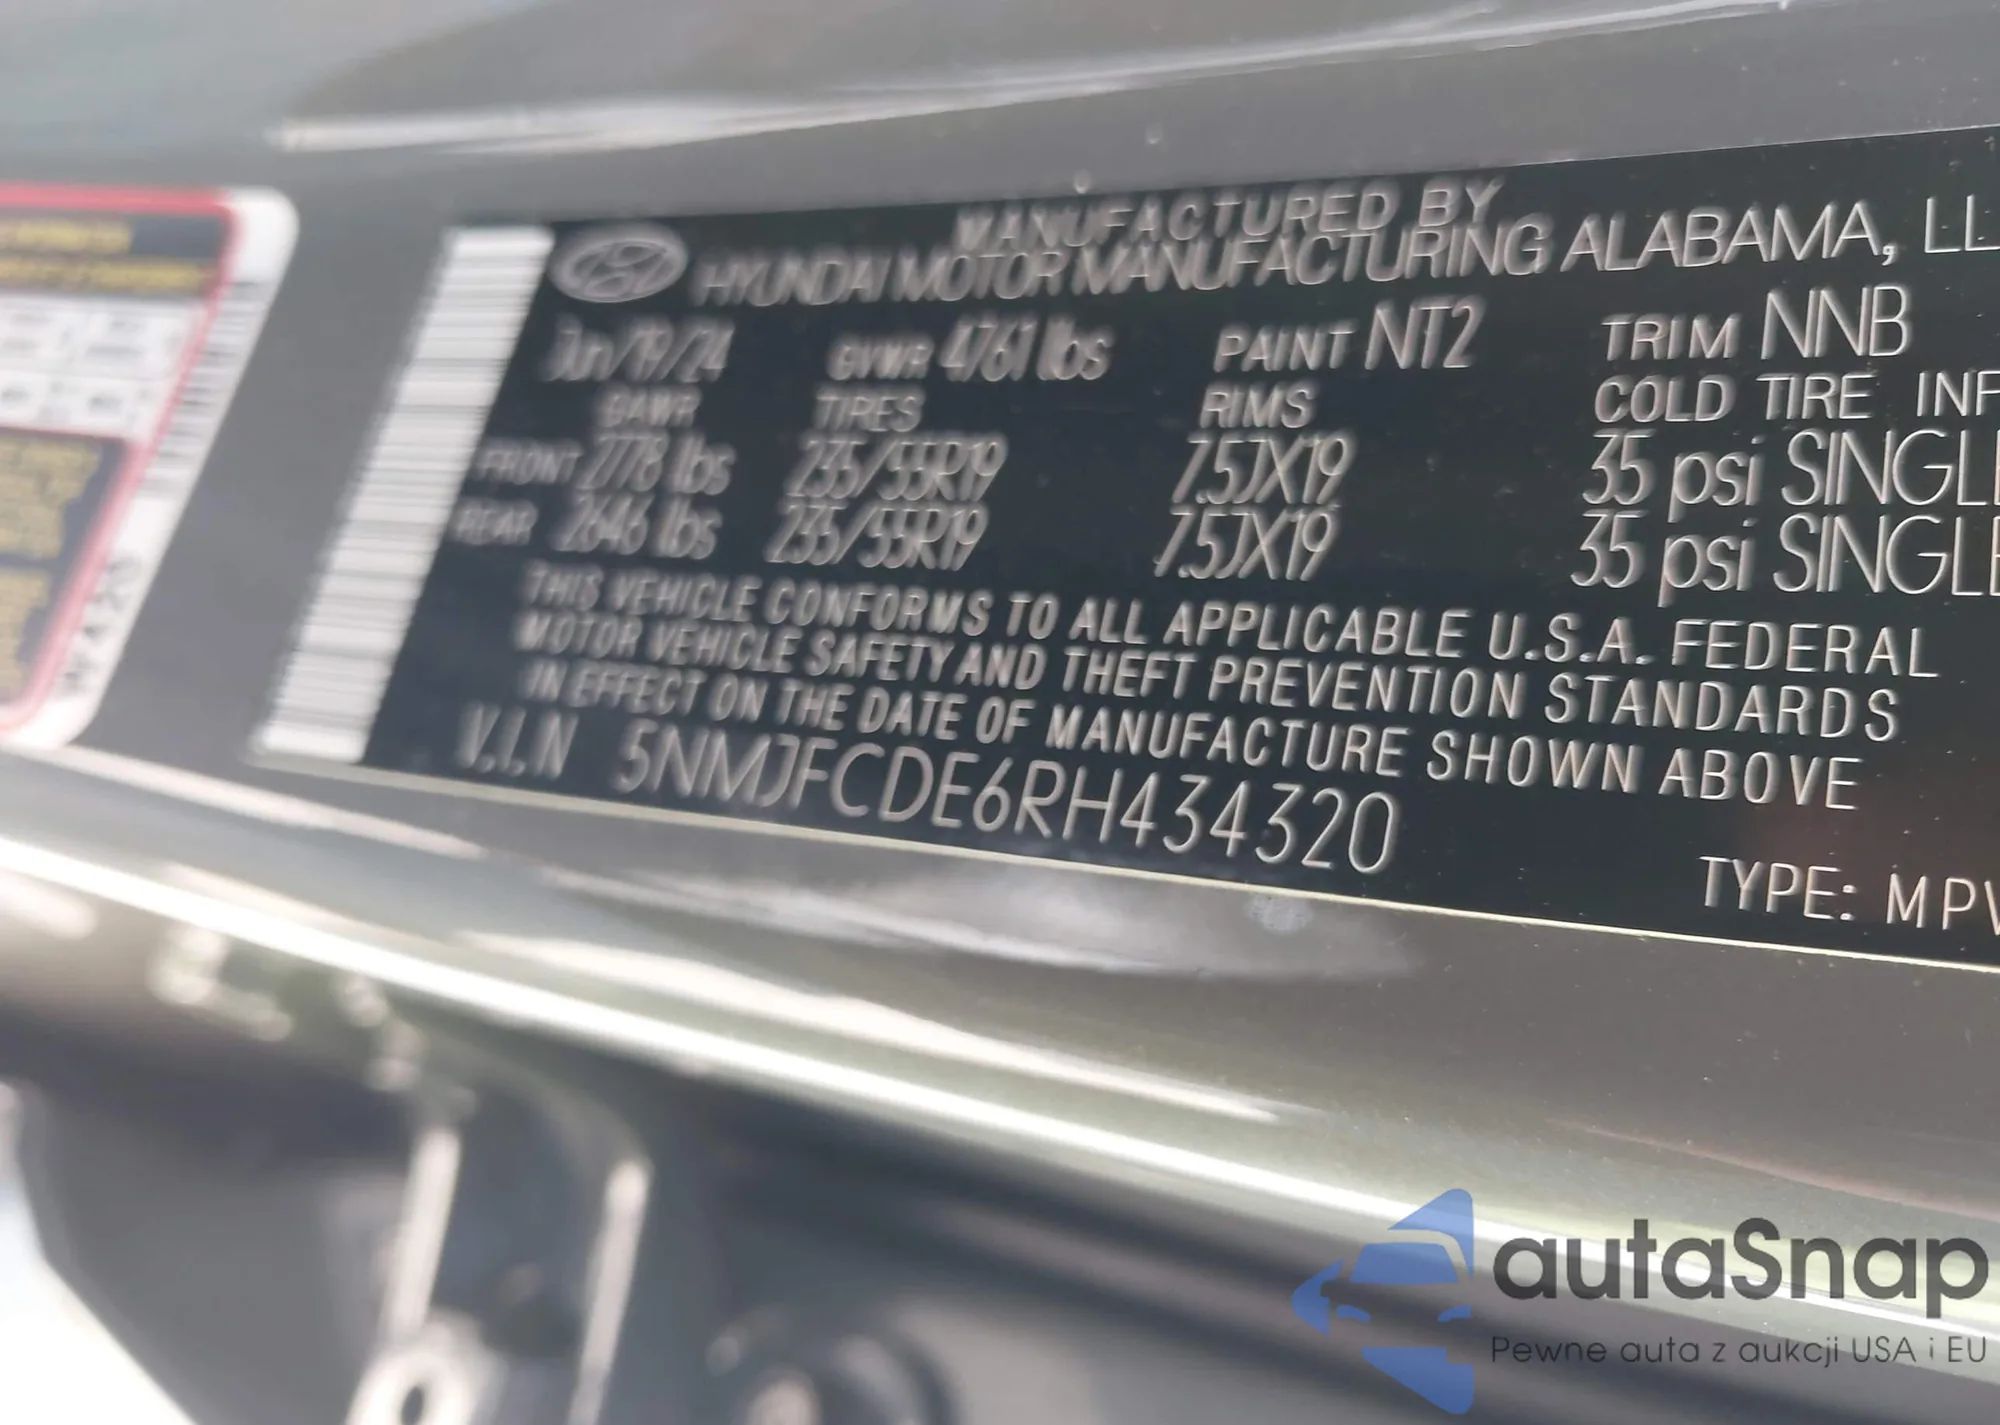 MANUFACTURED BY
HYUNDAI MOTOR MANUFACTURING ALABAMA, LL
Jun/19/24 GVWR 4761 lbs PAINT NT2 TRIM NNB
GAWR TIRES RIMS COLD TIRE INF
FRONT 2778 lbs 235/55R19 7.5JX19 35 psi SINGLE
REAR 2646 lbs 235/55R19 7.5JX19 35 psi SINGLE
THIS VEHICLE CONFORMS TO ALL APPLICABLE U.S.A. FEDERAL
MOTOR VEHICLE SAFETY AND THEFT PREVENTION STANDARDS
IN EFFECT ON THE DATE OF MANUFACTURE SHOWN ABOVE
V.I.N 5NMJFCDE6RH434320
TYPE: MPV
autaSnap
Pewne auta z aukcji USA i EU